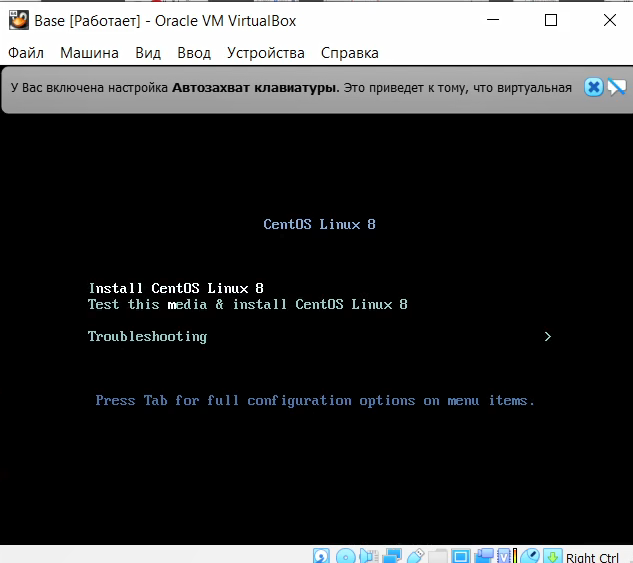 Base [Работает] - Oracle VM VirtualBox
Файл Машина Вид Ввод Устройства Справка
У Вас включена настройка Автозахват клавиатуры. Это приведет к тому, что виртуальная
CentOS Linux 8
Install CentOS Linux 8
Test this media & install CentOS Linux 8
Troubleshooting >
Press Tab for full configuration options on menu items.
Right Ctrl